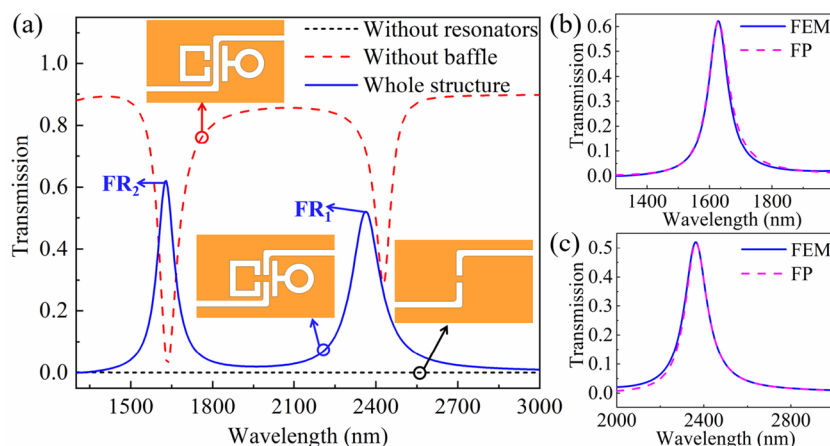 (a)
Without resonators
Without baffle
Whole structure
FR2
FR1
Transmission
0.0
0.2
0.4
0.6
0.8
1.0
1500 1800 2100 2400 2700 3000
Wavelength (nm)
(b)
FEM
FP
Transmission
0.0
0.1
0.2
0.3
0.4
0.5
0.6
1400 1600 1800
Wavelength (nm)
(c)
FEM
FP
Transmission
0.0
0.1
0.2
0.3
0.4
0.5
2000 2400 2800
Wavelength (nm)